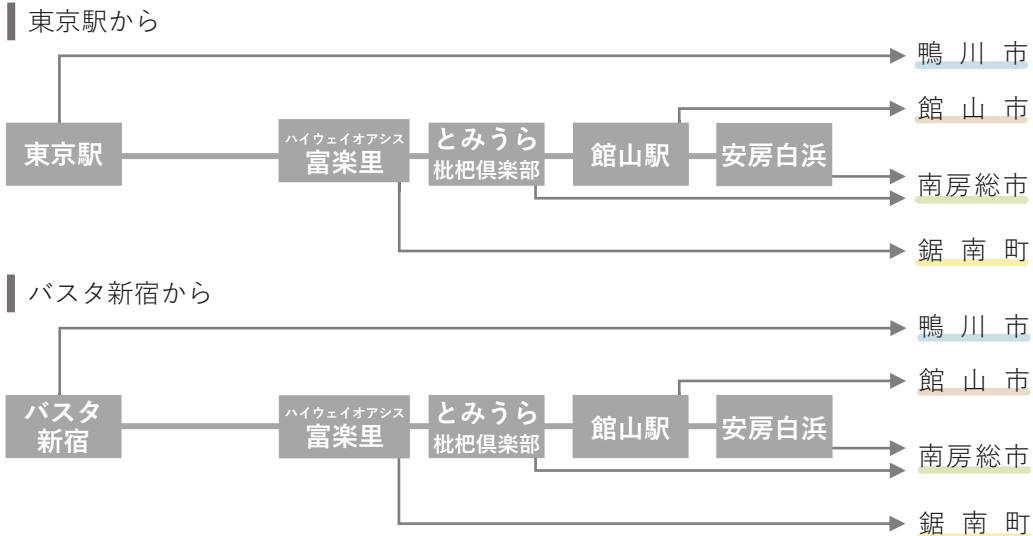 東京駅から
鴨川市
館山市
東京駅
ハイウェイオアシス
富楽里
とみうら
枇杷倶楽部
館山駅
安房白浜
南房総市
鋸南町
バスタ新宿から
鴨川市
館山市
バスタ
新宿
ハイウェイオアシス
富楽里
とみうら
枇杷倶楽部
館山駅
安房白浜
南房総市
鋸南町